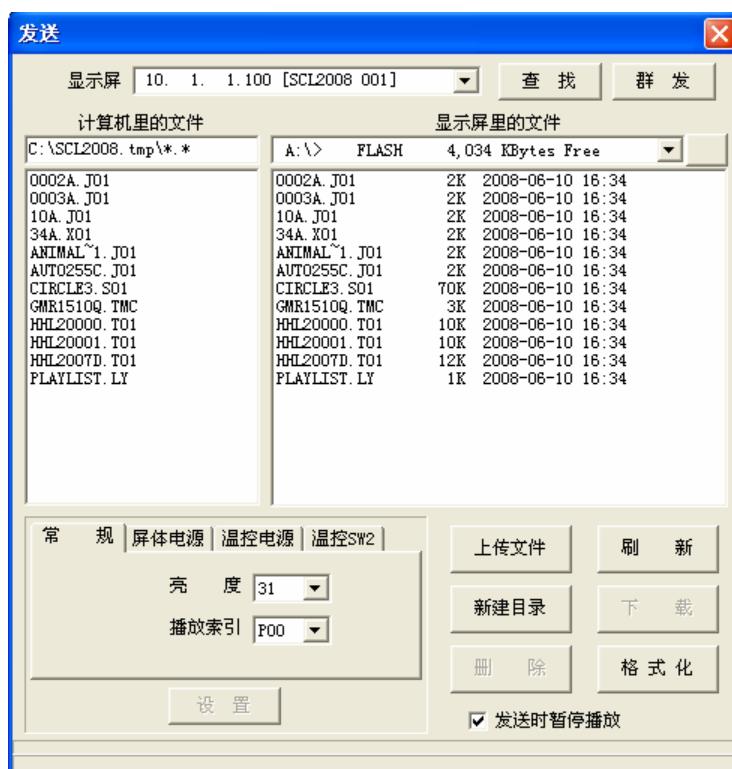 发送
显示屏 10. 1. 1.100 [SCL2008 001] 查 找 群 发
计算机里的文件 显示屏里的文件
C:\SCL2008.tmp\*.* A:\> FLASH 4,034 KBytes Free
0002A.J01 0002A.J01 2K 2008-06-10 16:34
0003A.J01 0003A.J01 2K 2008-06-10 16:34
10A.J01 10A.J01 2K 2008-06-10 16:34
34A.X01 34A.X01 2K 2008-06-10 16:34
ANIMAL~1.J01 ANIMAL~1.J01 2K 2008-06-10 16:34
AUTO255C.J01 AUTO255C.J01 2K 2008-06-10 16:34
CIRCLE3.S01 CIRCLE3.S01 70K 2008-06-10 16:34
GMR1510Q.TMC GMR1510Q.TMC 3K 2008-06-10 16:34
HHL20000.T01 HHL20000.T01 10K 2008-06-10 16:34
HHL20001.T01 HHL20001.T01 10K 2008-06-10 16:34
HHL2007D.T01 HHL2007D.T01 12K 2008-06-10 16:34
PLAYLIST.LY PLAYLIST.LY 1K 2008-06-10 16:34
常 规 屏体电源 温控电源 温控SW2
亮 度 31
播放索引 P00
设 置
上传文件 刷 新
新建目录 下 载
删 除 格 式 化
发送时暂停播放